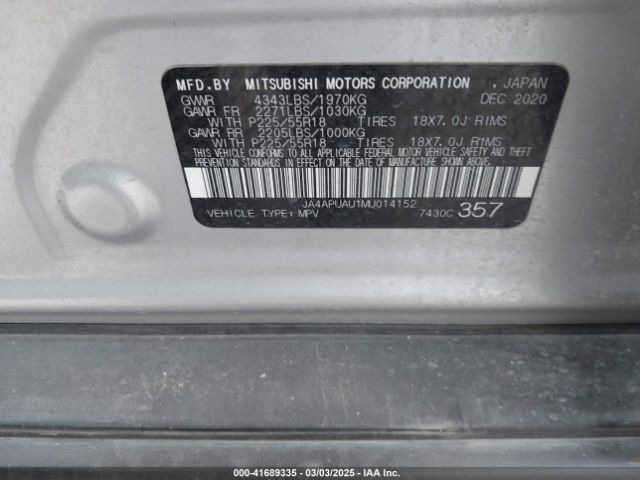 MFD.BY MITSUBISHI MOTORS CORPORATION . JAPAN
GVWR 4343LBS/1970KG DEC 2020
GAWR FR 2271LBS/1030KG
WITH P225/55R18 TIRES 18X7.0J RIMS
GAWR RR 2205LBS/1000KG
WITH P225/55R18 TIRES 18X7.0J RIMS
THIS VEHICLE CONFORMS TO ALL APPLICABLE FEDERAL MOTOR VEHICLE SAFETY AND THEFT
PREVENTION STANDARDS IN EFFECT ON THE DATE OF MANUFACTURE SHOWN ABOVE.
JA4APUAU1MU014152
VEHICLE TYPE: MPV 7430C 357
000-41689335 - 03/03/2025 - IAA Inc.